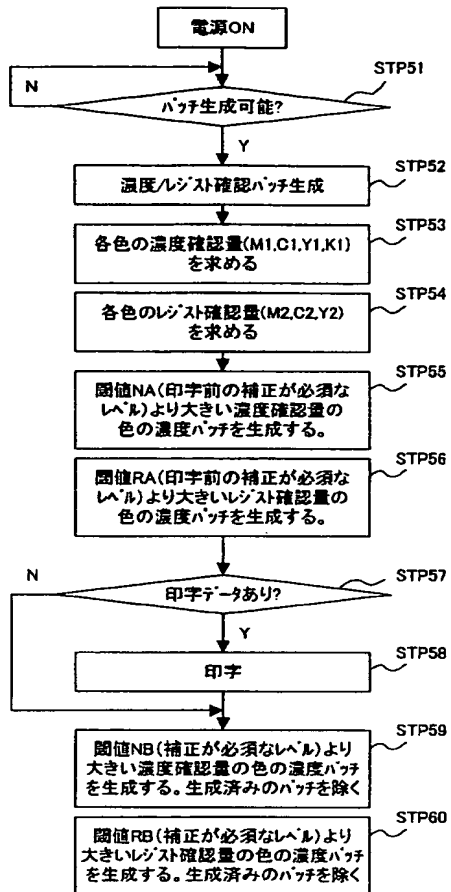 電源ON
N
STP51
パッチ生成可能?
Y
STP52
濃度/レジスト確認パッチ生成
STP53
各色の濃度確認量(M1,C1,Y1,K1)
を求める
STP54
各色のレジスト確認量(M2,C2,Y2)
を求める
STP55
閾値NA(印字前の補正が必須な
レベル)より大きい濃度確認量の
色の濃度パッチを生成する。
STP56
閾値RA(印字前の補正が必須な
レベル)より大きいレジスト確認量の
色の濃度パッチを生成する。
N
STP57
印字データあり?
Y
STP58
印字
STP59
閾値NB(補正が必須なレベル)より
大きい濃度確認量の色の濃度パッチ
を生成する。生成済みのパッチを除く
STP60
閾値RB(補正が必須なレベル)より
大きいレジスト確認量の色の濃度パッチ
を生成する。生成済みのパッチを除く